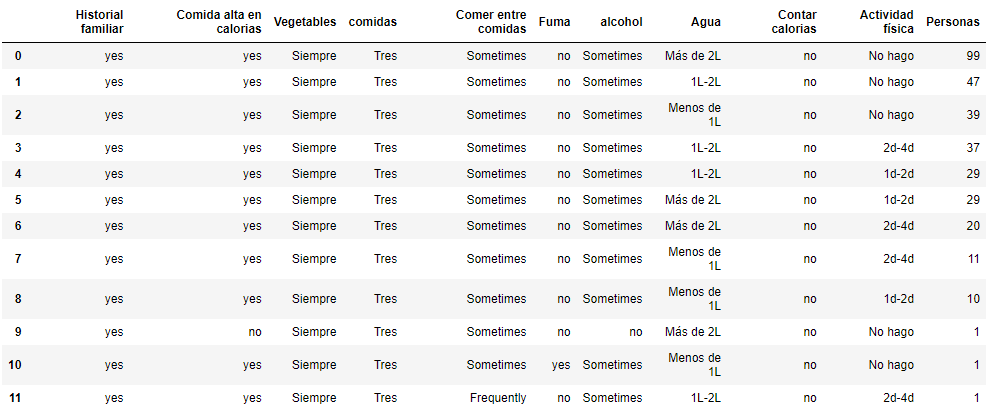 Historial familiar Comida alta en calorias Vegetables comidas Comer entre comidas Fuma alcohol Agua Contar calorias Actividad física Personas
0 yes yes Siempre Tres Sometimes no Sometimes Más de 2L no No hago 99
1 yes yes Siempre Tres Sometimes no Sometimes 1L-2L no No hago 47
2 yes yes Siempre Tres Sometimes no Sometimes Menos de 1L no No hago 39
3 yes yes Siempre Tres Sometimes no Sometimes 1L-2L no 2d-4d 37
4 yes yes Siempre Tres Sometimes no Sometimes 1L-2L no 1d-2d 29
5 yes yes Siempre Tres Sometimes no Sometimes Más de 2L no 1d-2d 29
6 yes yes Siempre Tres Sometimes no Sometimes Más de 2L no 2d-4d 20
7 yes yes Siempre Tres Sometimes no Sometimes Menos de 1L no 2d-4d 11
8 yes yes Siempre Tres Sometimes no Sometimes Menos de 1L no 1d-2d 10
9 yes no Siempre Tres Sometimes no no Más de 2L no No hago 1
10 yes yes Siempre Tres Sometimes yes Sometimes Menos de 1L no No hago 1
11 yes yes Siempre Tres Frequently no Sometimes 1L-2L no 2d-4d 1